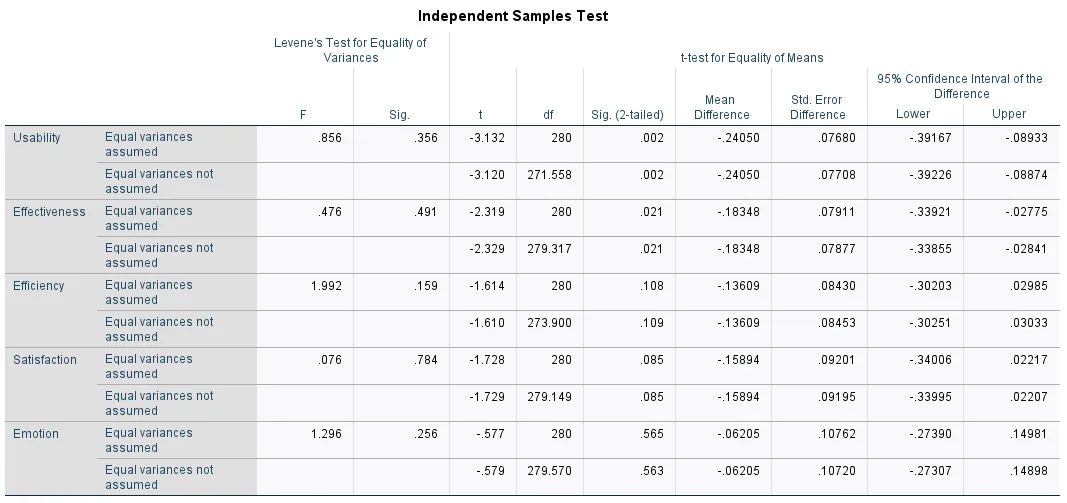 Independent Samples Test
Levene's Test for Equality of
Variances
t-test for Equality of Means
95% Confidence Interval of the
Difference
F Sig. t df Sig. (2-tailed) Mean
Difference Std. Error
Difference Lower Upper
Usability Equal variances
assumed .856 .356 -3.132 280 .002 -.24050 .07680 -.39167 -.08933
Equal variances not
assumed -3.120 271.558 .002 -.24050 .07708 -.39226 -.08874
Effectiveness Equal variances
assumed .476 .491 -2.319 280 .021 -.18348 .07911 -.33921 -.02775
Equal variances not
assumed -2.329 279.317 .021 -.18348 .07877 -.33855 -.02841
Efficiency Equal variances
assumed 1.992 .159 -1.614 280 .108 -.13609 .08430 -.30203 .02985
Equal variances not
assumed -1.610 273.900 .109 -.13609 .08453 -.30251 .03033
Satisfaction Equal variances
assumed .076 .784 -1.728 280 .085 -.15894 .09201 -.34006 .02217
Equal variances not
assumed -1.729 279.149 .085 -.15894 .09195 -.33995 .02207
Emotion Equal variances
assumed 1.296 .256 -.577 280 .565 -.06205 .10762 -.27390 .14981
Equal variances not
assumed -.579 279.570 .563 -.06205 .10720 -.27307 .14898